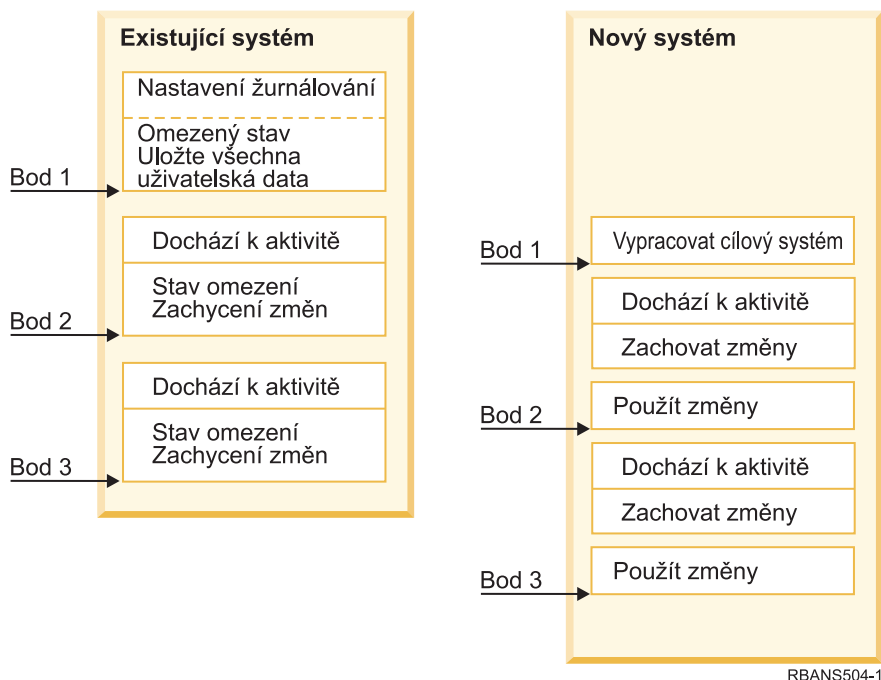 Existující systém
Nastavení žurnálování
Omezený stav
Uložte všechna
uživatelská data
Bod 1
Dochází k aktivitě
Stav omezení
Zachycení změn
Bod 2
Dochází k aktivitě
Stav omezení
Zachycení změn
Bod 3
Nový systém
Vypracovat cílový systém
Bod 1
Dochází k aktivitě
Zachovat změny
Použít změny
Bod 2
Dochází k aktivitě
Zachovat změny
Použít změny
Bod 3
RBANS504-1